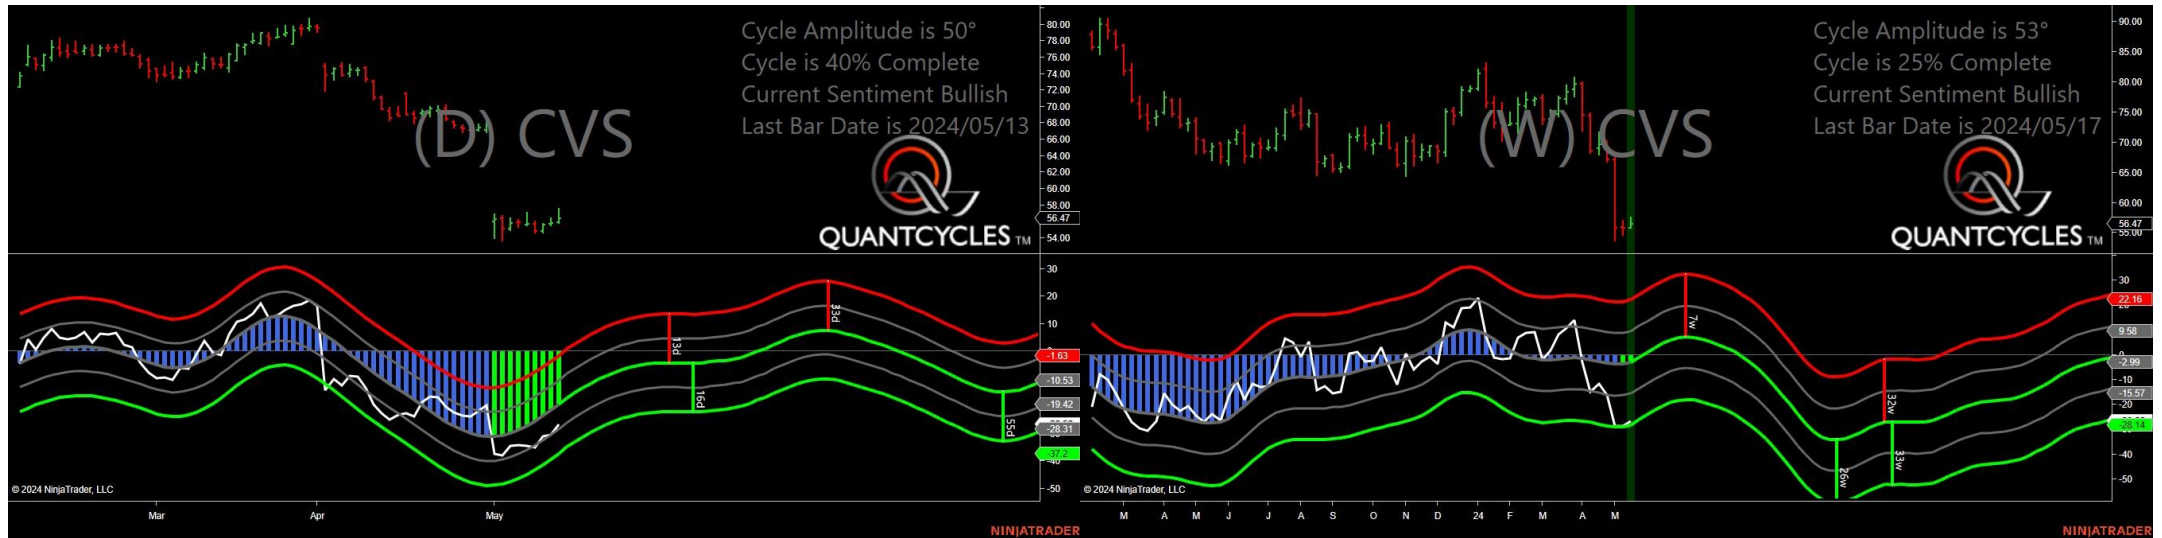 Cycle Amplitude is 50°
Cycle is 40% Complete
Current Sentiment Bullish
Last Bar Date is 2024/05/13
(D) CVS
QUANTCYCLES TM
80.00
78.00
76.00
74.00
72.00
70.00
68.00
66.00
64.00
62.00
60.00
58.00
56.47
54.00
30
20
10
-1.63
-10.53
-19.42
-28.31
-37.2
-40
-50
13d
16d
33d
55d
© 2024 NinjaTrader, LLC
Mar Apr May
NINJATRADER
Cycle Amplitude is 53°
Cycle is 25% Complete
Current Sentiment Bullish
Last Bar Date is 2024/05/17
(W) CVS
QUANTCYCLES TM
90.00
85.00
80.00
75.00
70.00
65.00
60.00
56.47
55.00
30
22.16
9.58
-2.99
-10
-15.57
-20
-28.14
-40
-50
7w
26w
32w
33w
© 2024 NinjaTrader, LLC
M A M J J A S O N D 24 F M A M
NINJATRADER